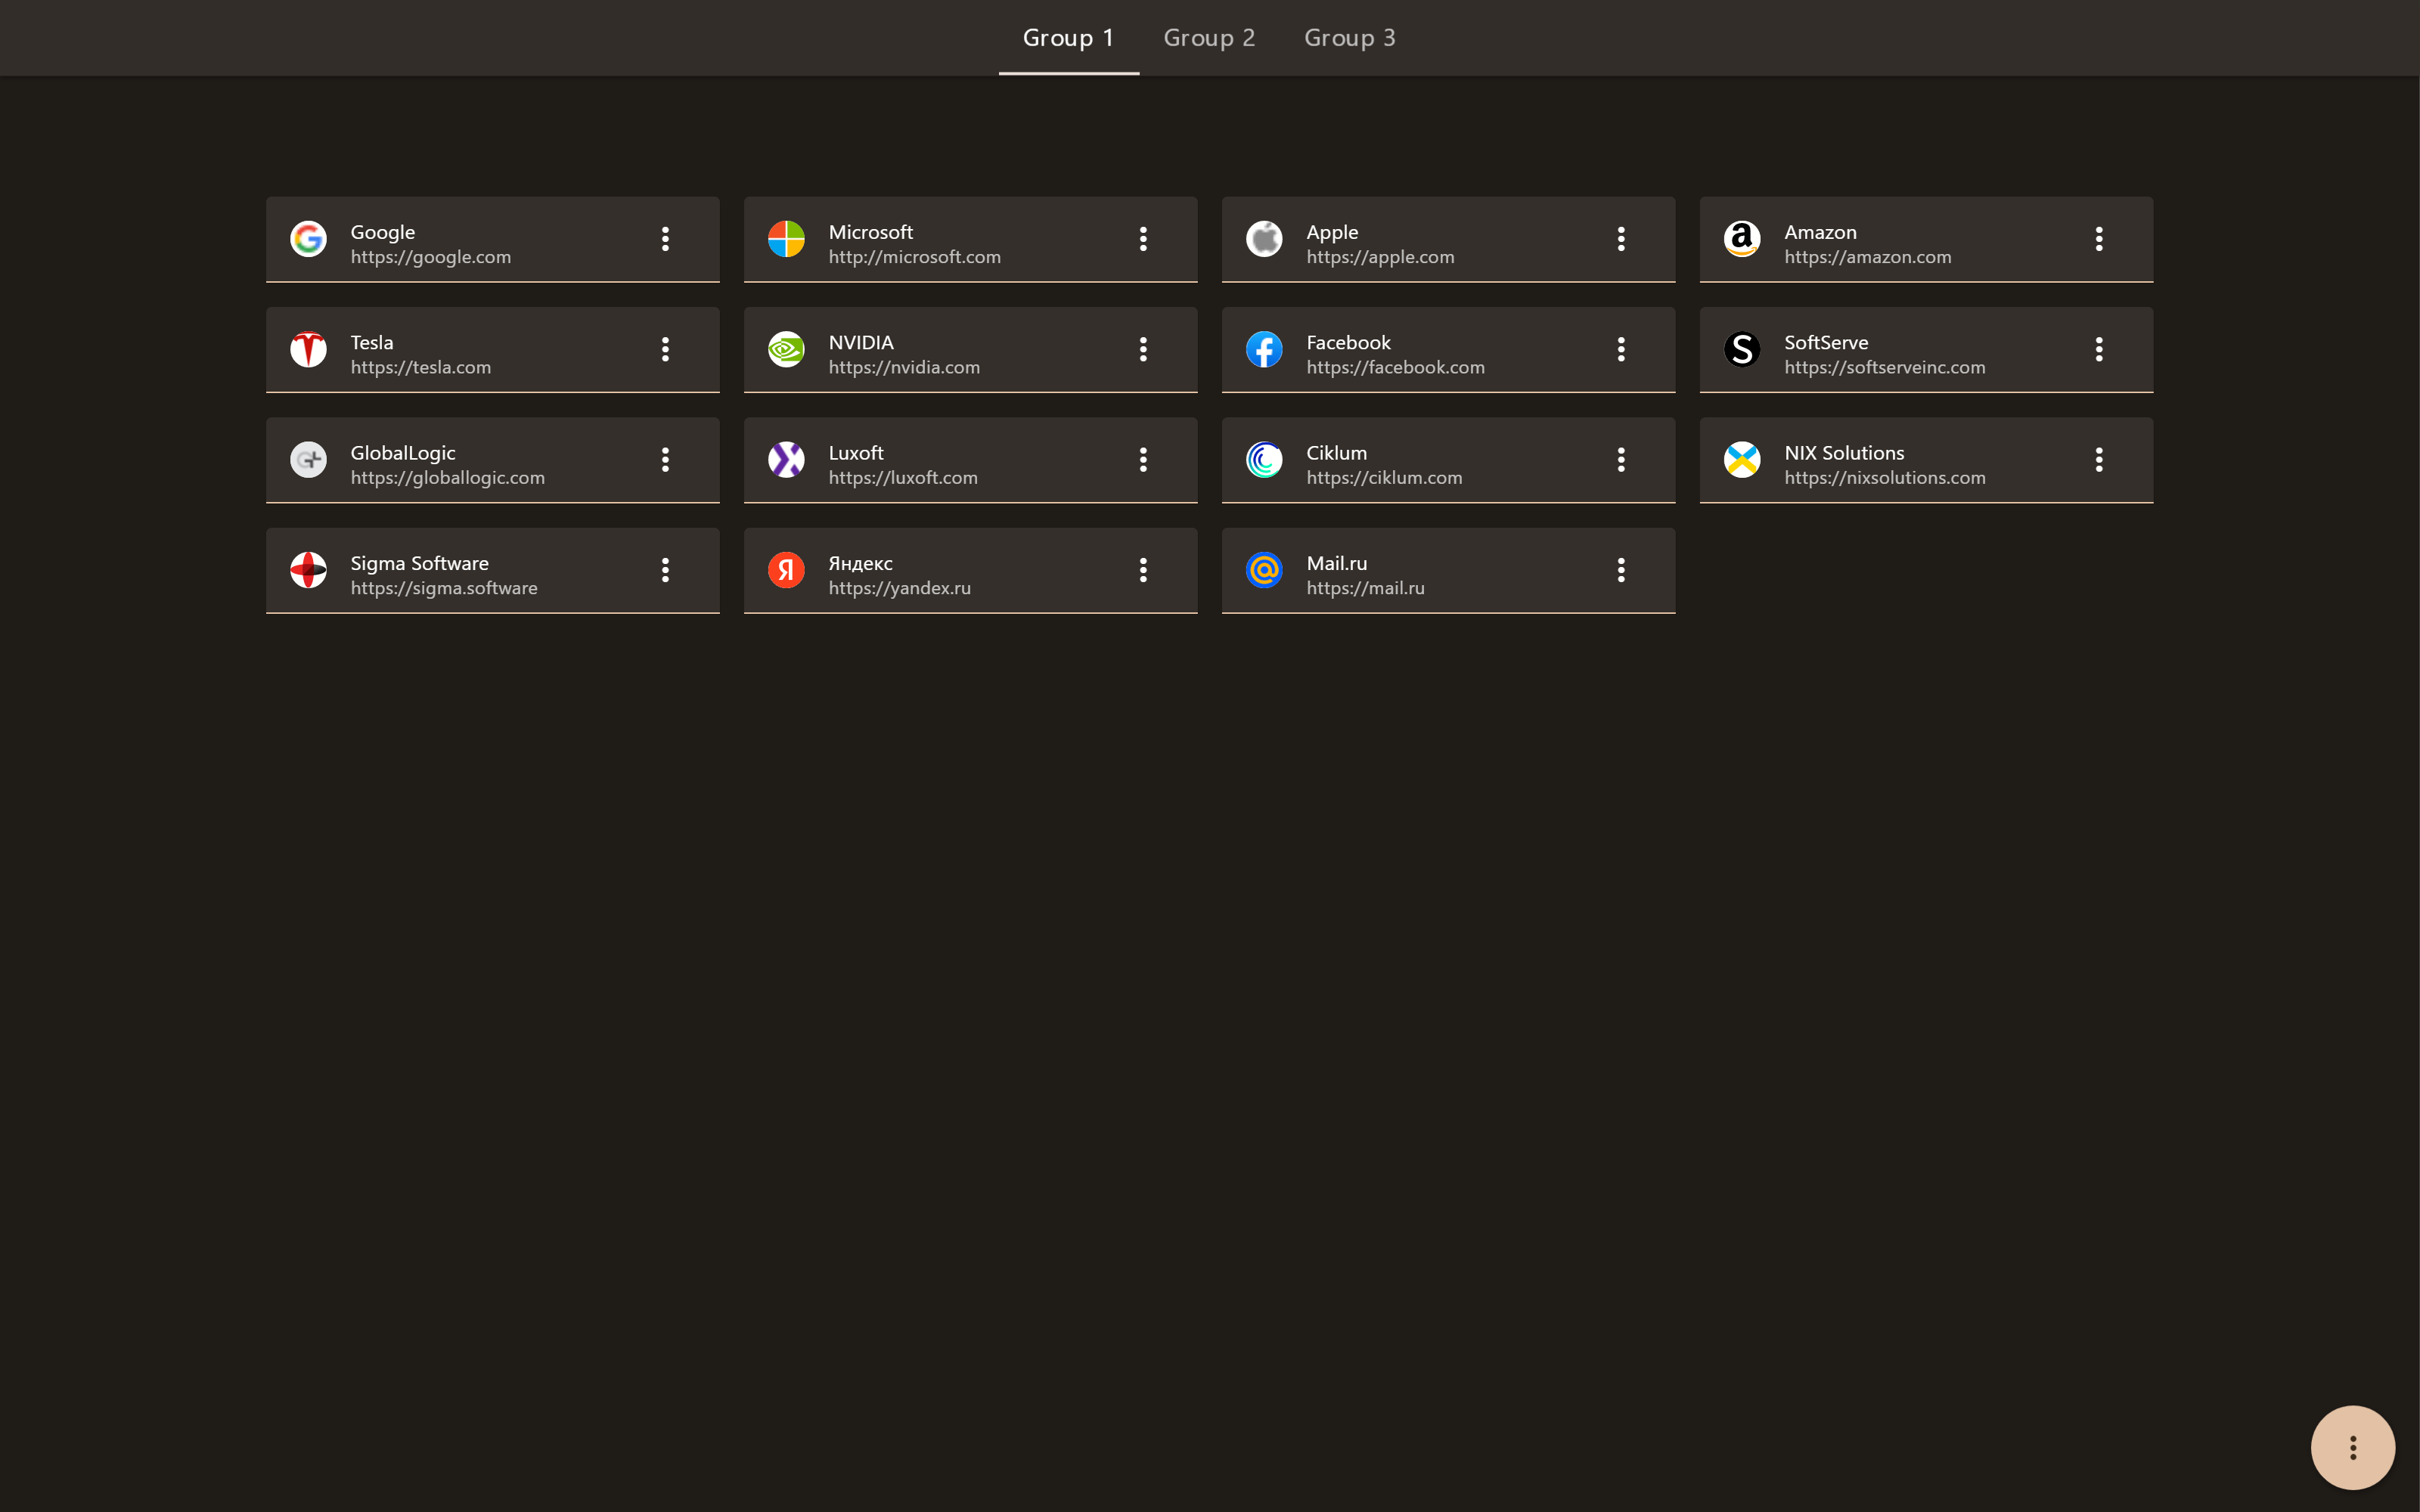 Group 1 Group 2 Group 3
Google
https://google.com
Microsoft
http://microsoft.com
Apple
https://apple.com
Amazon
https://amazon.com
Tesla
https://tesla.com
NVIDIA
https://nvidia.com
Facebook
https://facebook.com
SoftServe
https://softserveinc.com
GlobalLogic
https://globallogic.com
Luxoft
https://luxoft.com
Ciklum
https://ciklum.com
NIX Solutions
https://nixsolutions.com
Sigma Software
https://sigma.software
Яндекс
https://yandex.ru
Mail.ru
https://mail.ru